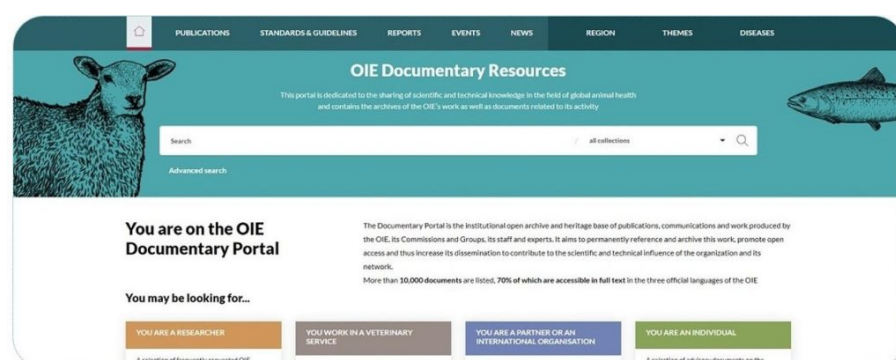 PUBLICATIONS STANDARDS & GUIDELINES REPORTS EVENTS NEWS REGION THEMES DISEASES
OIE Documentary Resources
This portal is dedicated to the sharing of scientific and technical knowledge in the field of global animal health
and contains the archives of the OIE's work as well as documents related to its activity
Search / all collections
Advanced search
You are on the OIE
Documentary Portal
The Documentary Portal is the institutional open archive and heritage base of publications, communications and work produced by
the OIE, its Commissions and Groups, its staff and experts. It aims to permanently reference and archive this work, promote open
access and thus increase its dissemination to contribute to the scientific and technical influence of the organization and its
network.
More than 10,000 documents are listed, 70% of which are accessible in full text in the three official languages of the OIE
You may be looking for...
YOU ARE A RESEARCHER
YOU WORK IN A VETERINARY
SERVICE
YOU ARE A PARTNER OR AN
INTERNATIONAL ORGANISATION
YOU ARE AN INDIVIDUAL